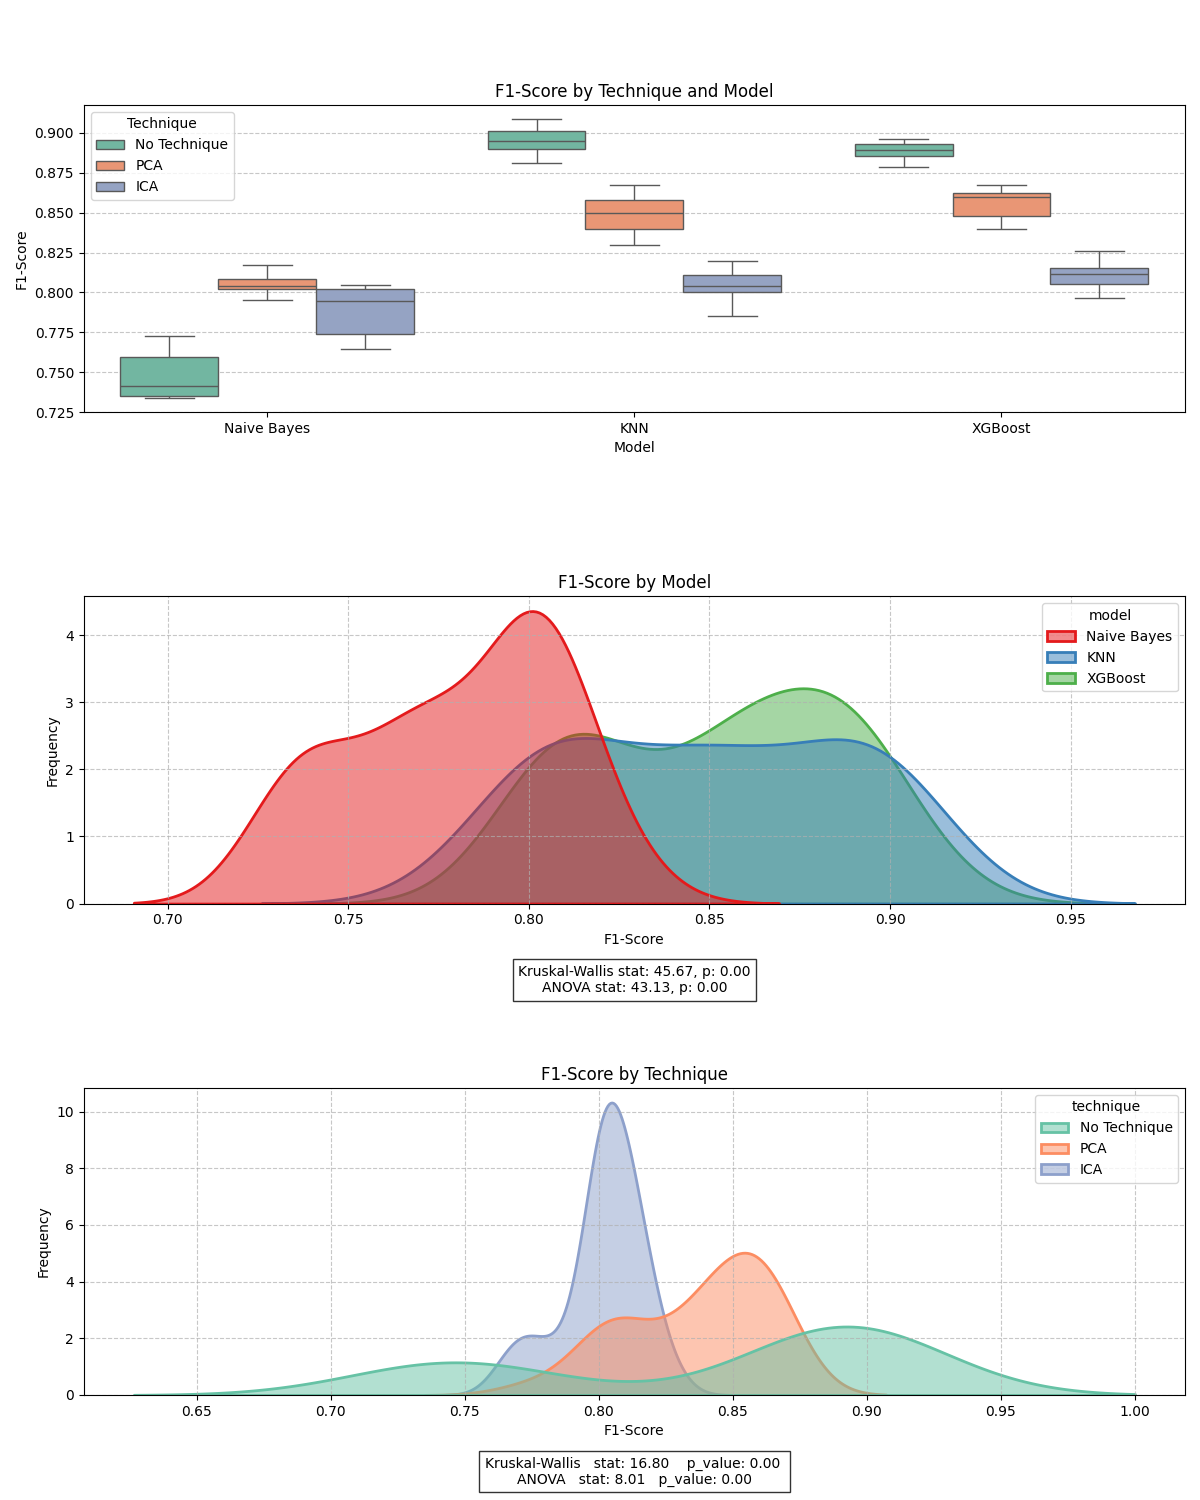 F1-Score by Technique and Model
F1-Score
0.900
0.875
0.850
0.825
0.800
0.775
0.750
0.725
Technique
No Technique
PCA
ICA
Naive Bayes KNN XGBoost
Model
F1-Score by Model
Frequency
4
3
2
1
0
model
Naive Bayes
KNN
XGBoost
0.70 0.75 0.80 0.85 0.90 0.95
F1-Score
Kruskal-Wallis stat: 45.67, p: 0.00
ANOVA stat: 43.13, p: 0.00
F1-Score by Technique
Frequency
10
8
6
4
2
0
technique
No Technique
PCA
ICA
0.65 0.70 0.75 0.80 0.85 0.90 0.95 1.00
F1-Score
Kruskal-Wallis stat: 16.80 p_value: 0.00
ANOVA stat: 8.01 p_value: 0.00